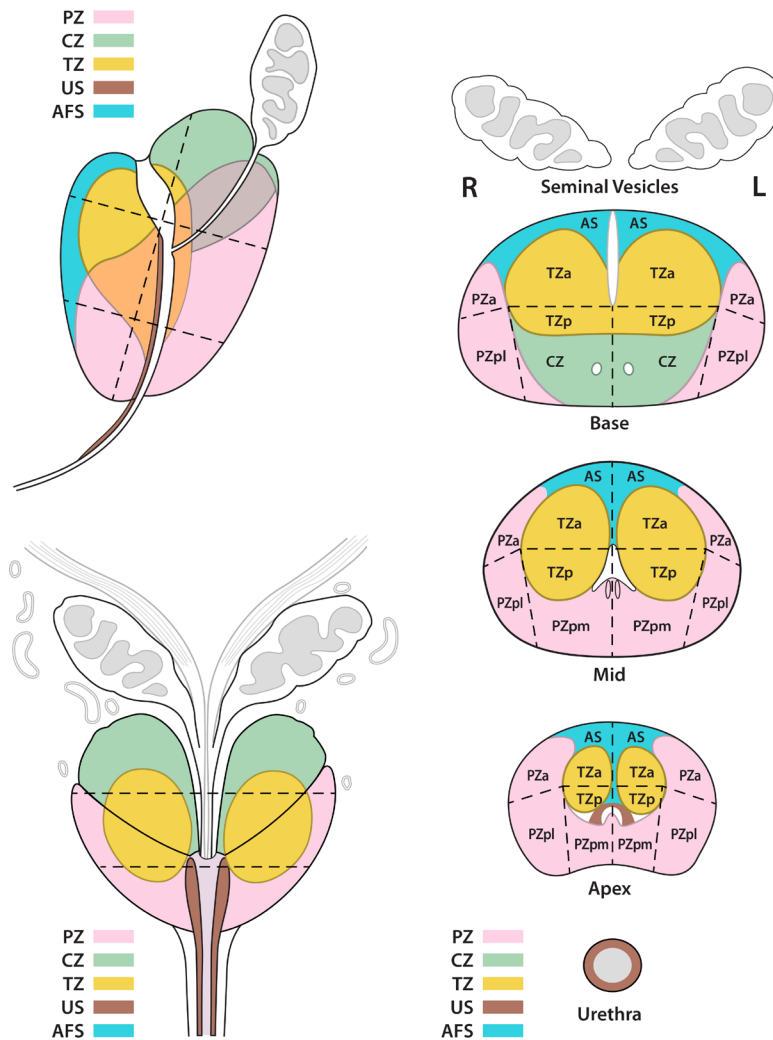 PZ
CZ
TZ
US
AFS
R
Seminal Vesicles
L
AS AS
TZa TZa
PZa PZa
TZp TZp
PZpl CZ CZ PZpl
Base
AS AS
TZa TZa
PZa PZa
TZp TZp
PZpl PZpl
PZpm PZpm
Mid
AS AS
PZa TZa TZa PZa
TZp TZp
PZpl PZpl
PZpm PZpm
Apex
PZ
CZ
TZ
US
AFS
PZ
CZ
TZ
US
AFS
Urethra